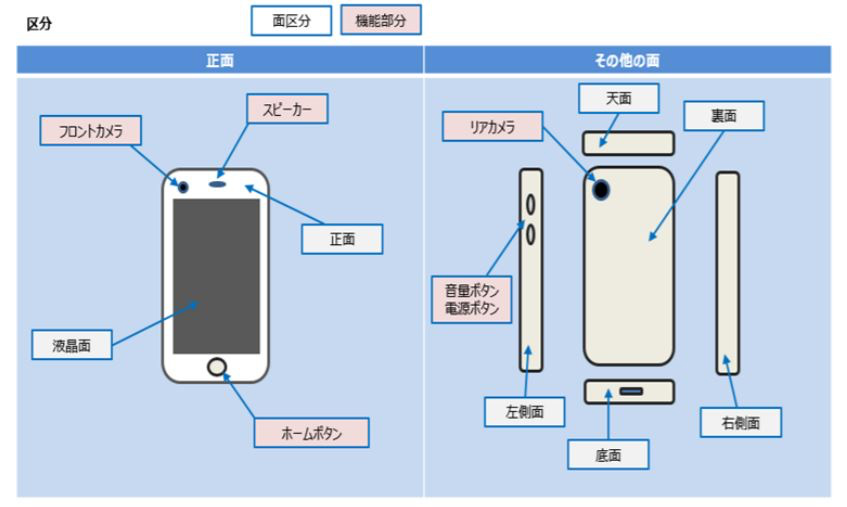 区分
面区分
機能部分
正面
その他の面
スピーカー
フロントカメラ
正面
液晶面
ホームボタン
天面
裏面
リアカメラ
音量ボタン
電源ボタン
左側面
右側面
底面